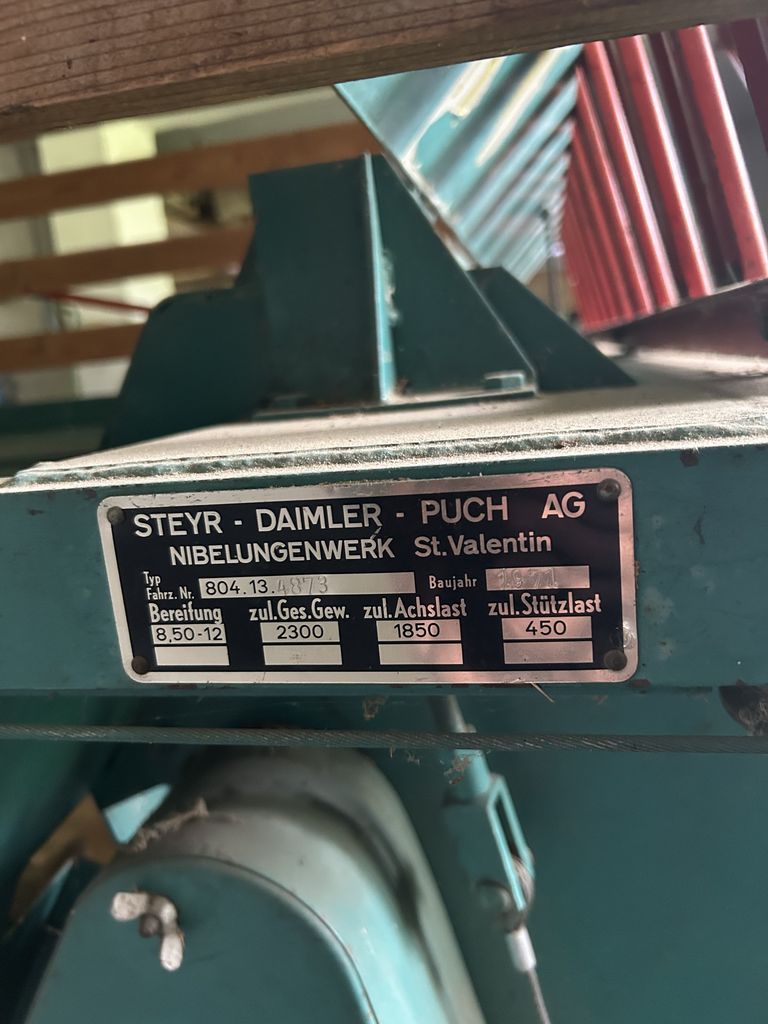 STEYR - DAIMLER - PUCH AG
NIBELUNGENWERK St.Valentin
Typ
Fahrz. Nr. 804.13.4873 Baujahr 1971
Bereifung zul.Ges.Gew. zul.Achslast zul.Stützlast
8,50-12 2300 1850 450